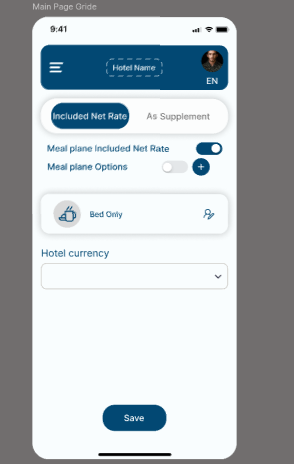 Main Page Gride
9:41
Hotel Name
EN
Included Net Rate
As Supplement
Meal plane Included Net Rate
Meal plane Options
+
Bed Only
Hotel currency
Save